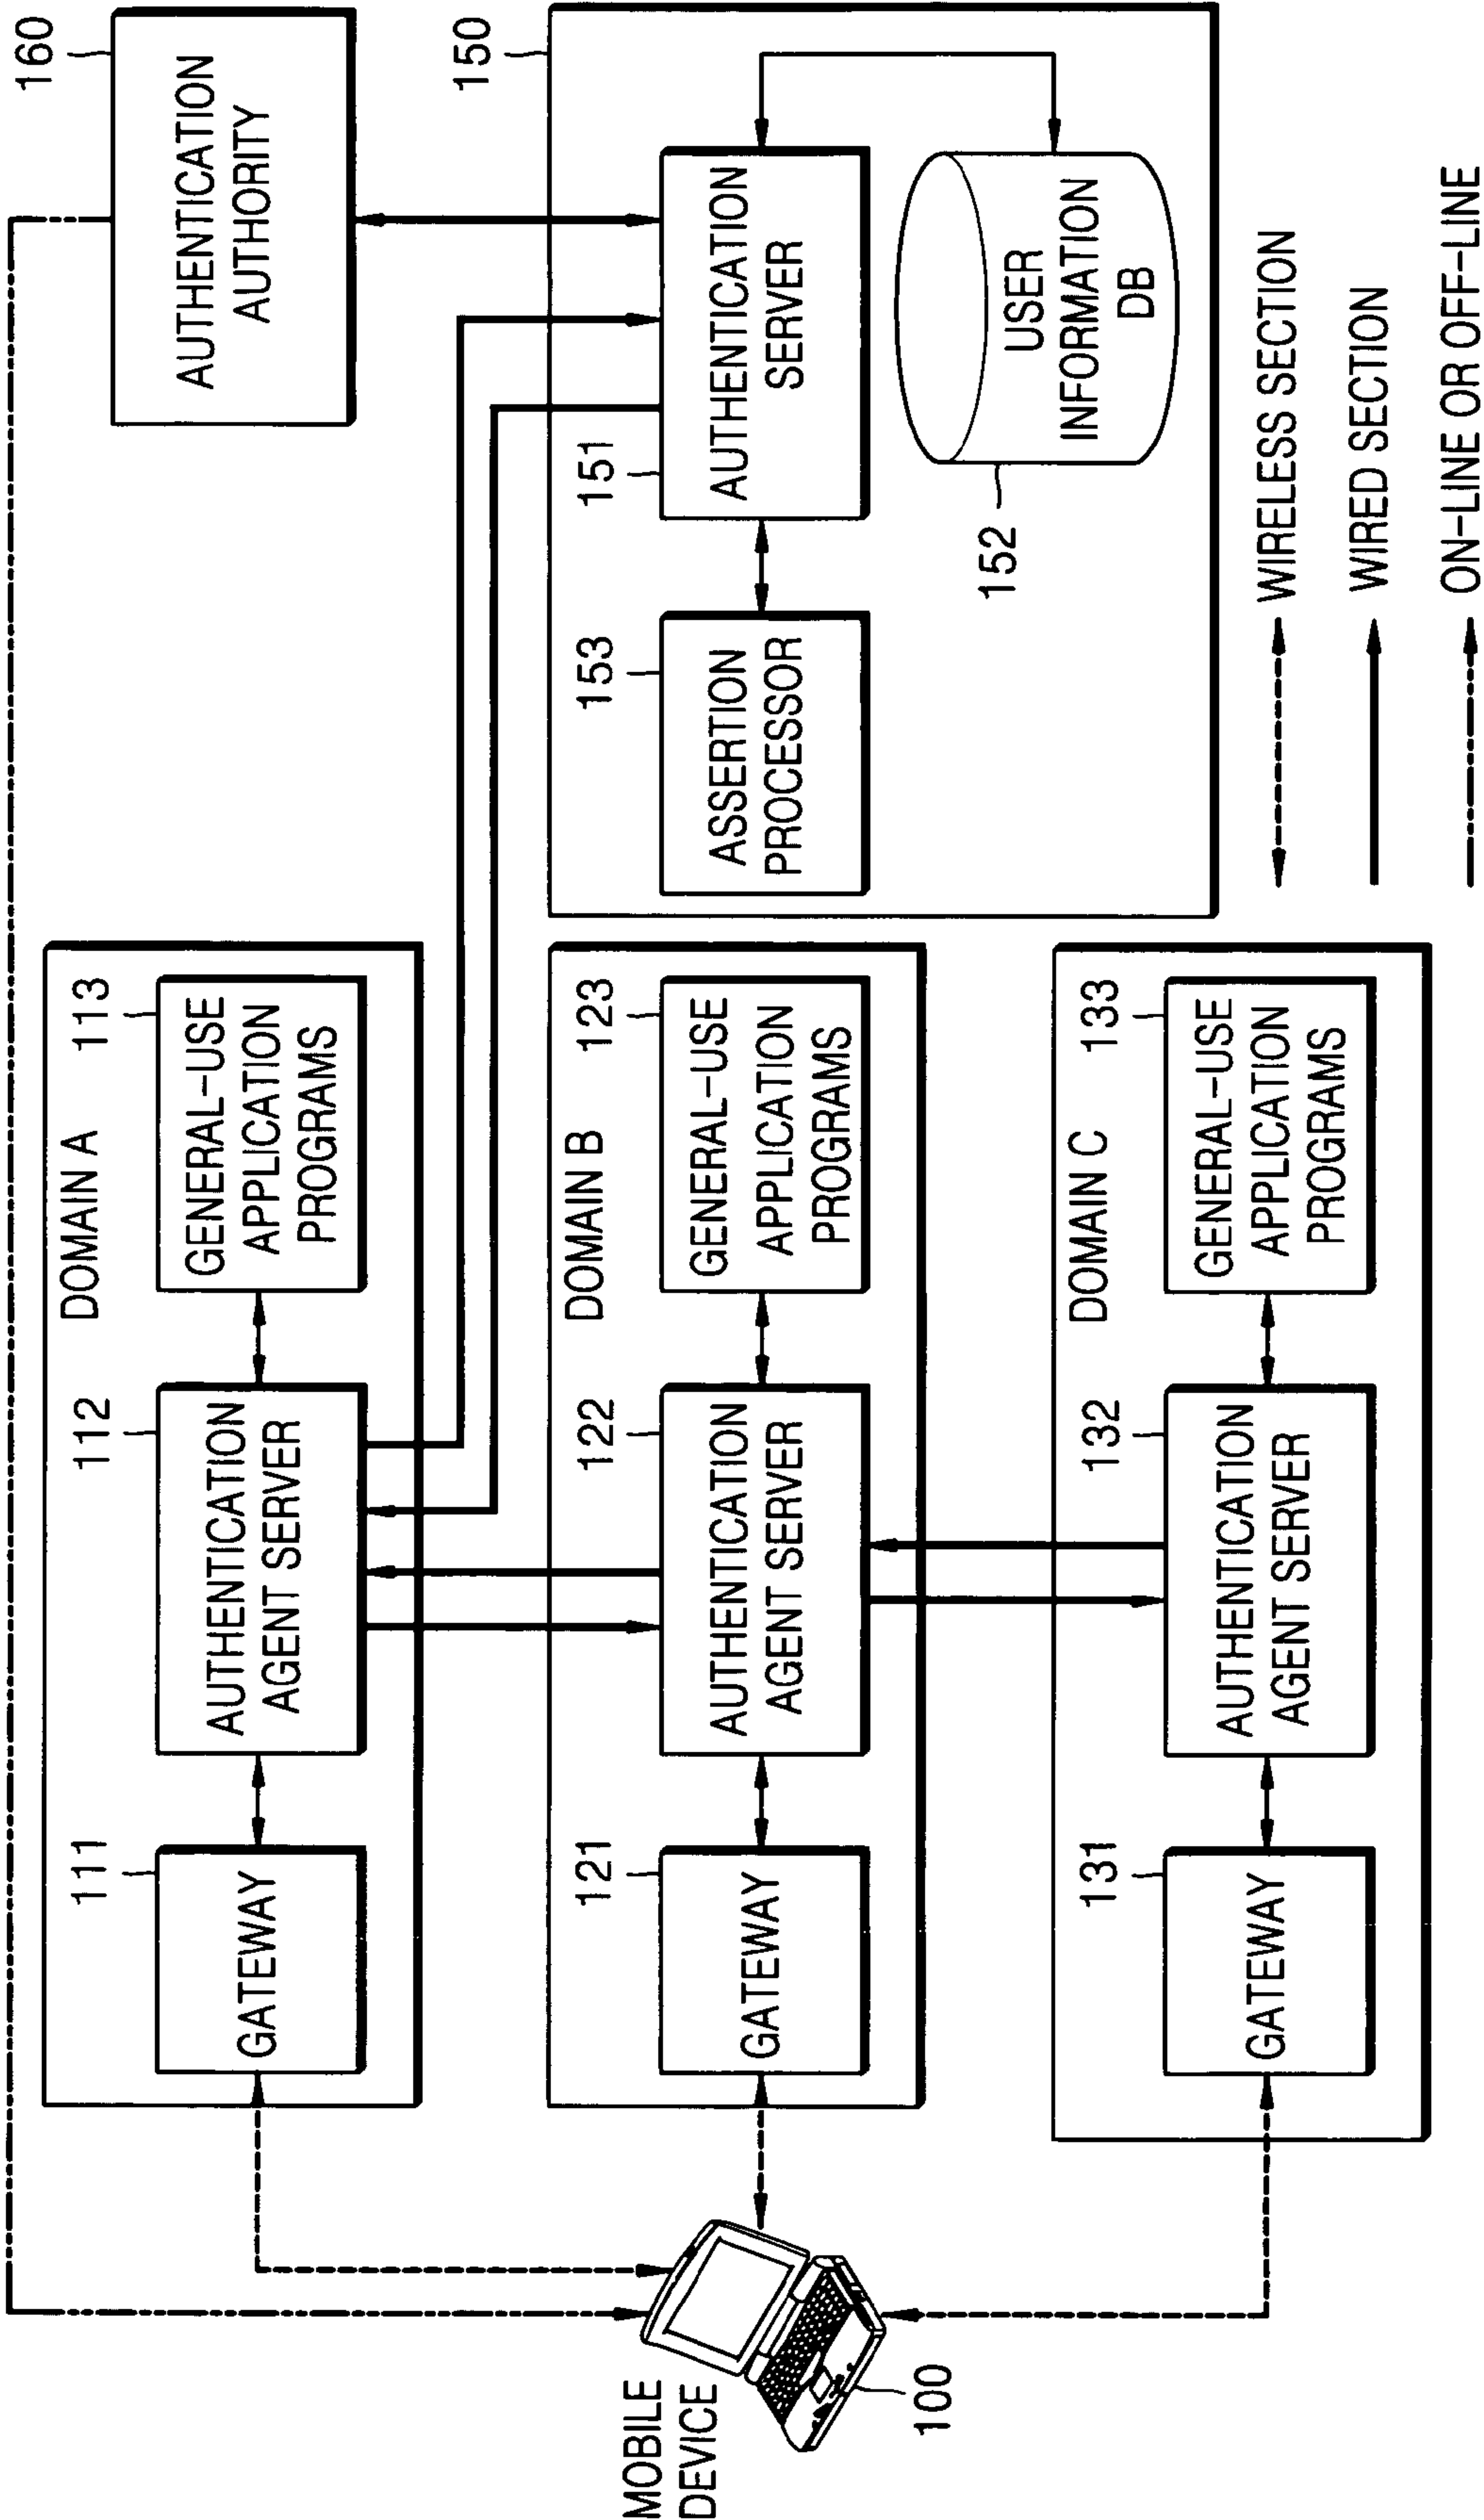 160
AUTHENTICATION
AUTHORITY
DOMAIN A
111
GATEWAY
112
AUTHENTICATION
AGENT SERVER
113
GENERAL-USE
APPLICATION
PROGRAMS
150
MOBILE
DEVICE
100
DOMAIN B
121
GATEWAY
122
AUTHENTICATION
AGENT SERVER
123
GENERAL-USE
APPLICATION
PROGRAMS
153
ASSERTION
PROCESSOR
151
AUTHENTICATION
SERVER
152
USER
INFORMATION
DB
DOMAIN C
131
GATEWAY
132
AUTHENTICATION
AGENT SERVER
133
GENERAL-USE
APPLICATION
PROGRAMS
WIRELESS SECTION
WIRED SECTION
ON-LINE OR OFF-LINE